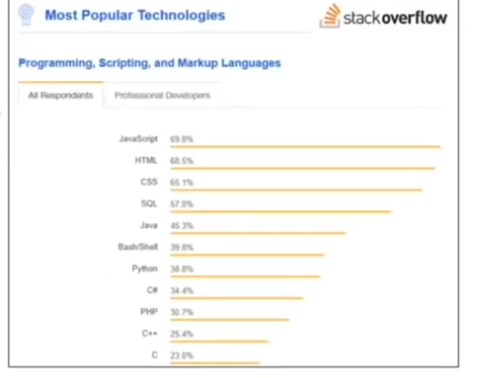 Most Popular Technologies
stackoverflow
Programming, Scripting, and Markup Languages
All Respondents
Professional Developers
JavaScript 69.8%
HTML 68.5%
CSS 65.1%
SQL 57.0%
Java 45.3%
Bash/Shell 39.8%
Python 38.8%
C# 34.4%
PHP 30.7%
C++ 25.4%
C 23.0%